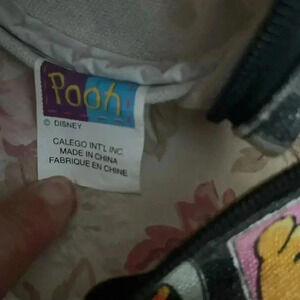 Pooh
© DISNEY
CALEGO INT'L INC
MADE IN CHINA
FABRIQUE EN CHINE